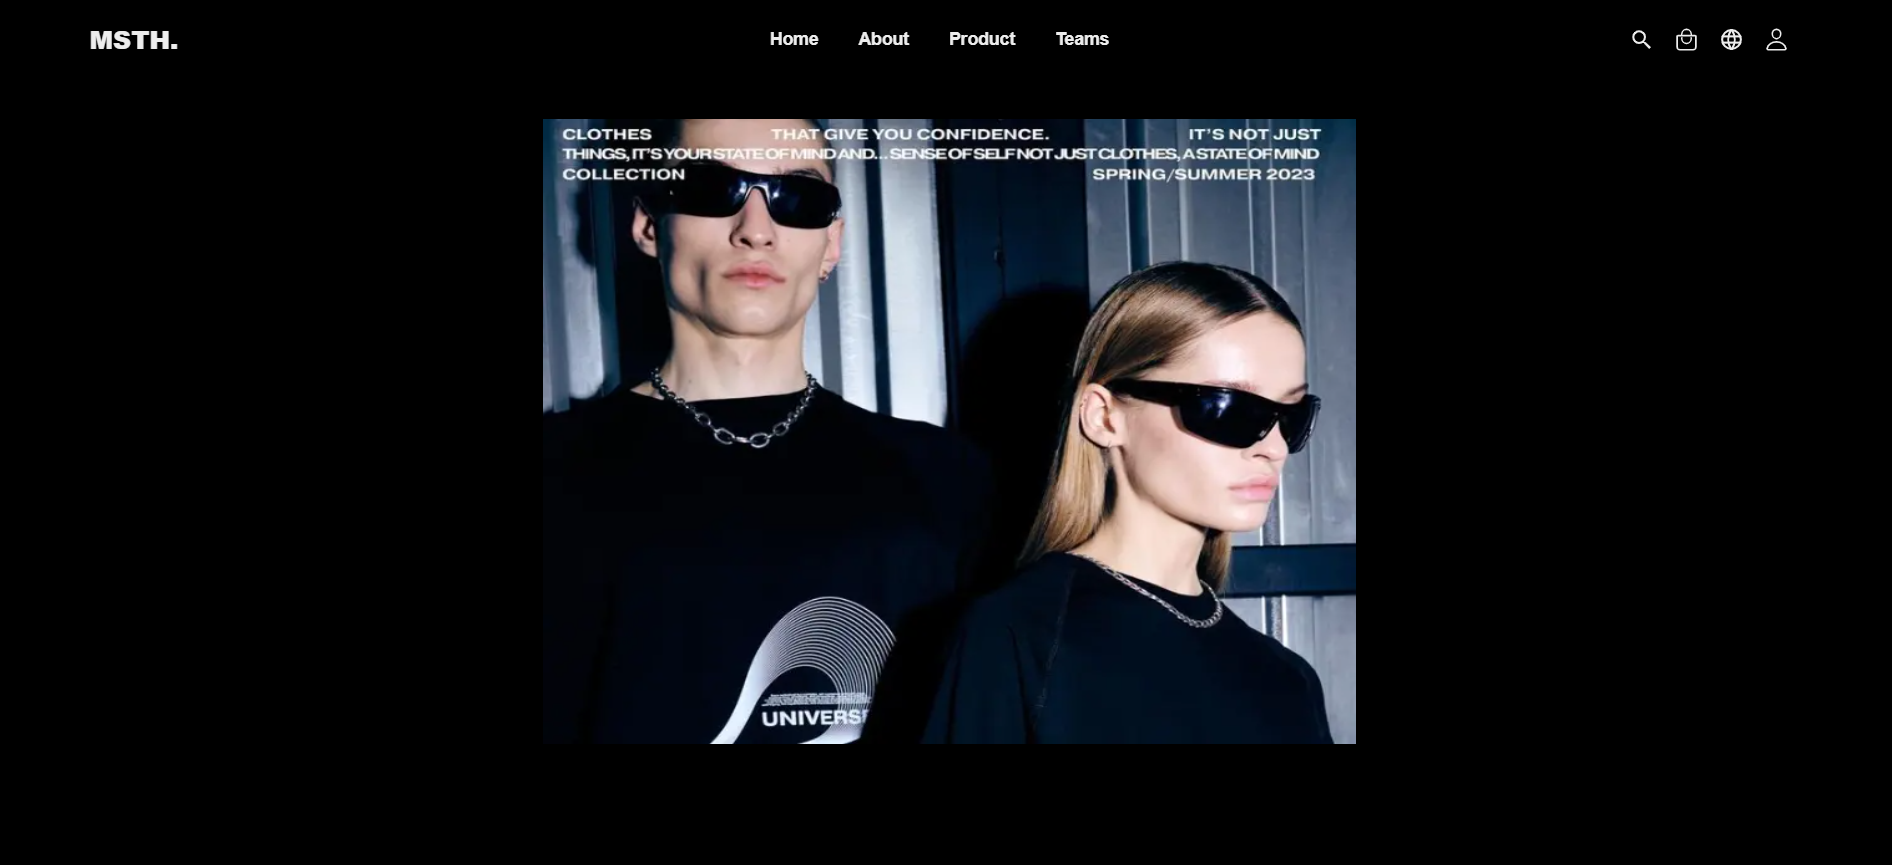 MSTH. Home About Product Teams
CLOTHES THAT GIVE YOU CONFIDENCE. IT'S NOT JUST
THINGS, IT'S YOUR STATE OF MIND AND... SENSE OF SELF NOT JUST CLOTHES, A STATE OF MIND
COLLECTION SPRING/SUMMER 2023
UNIVERSE